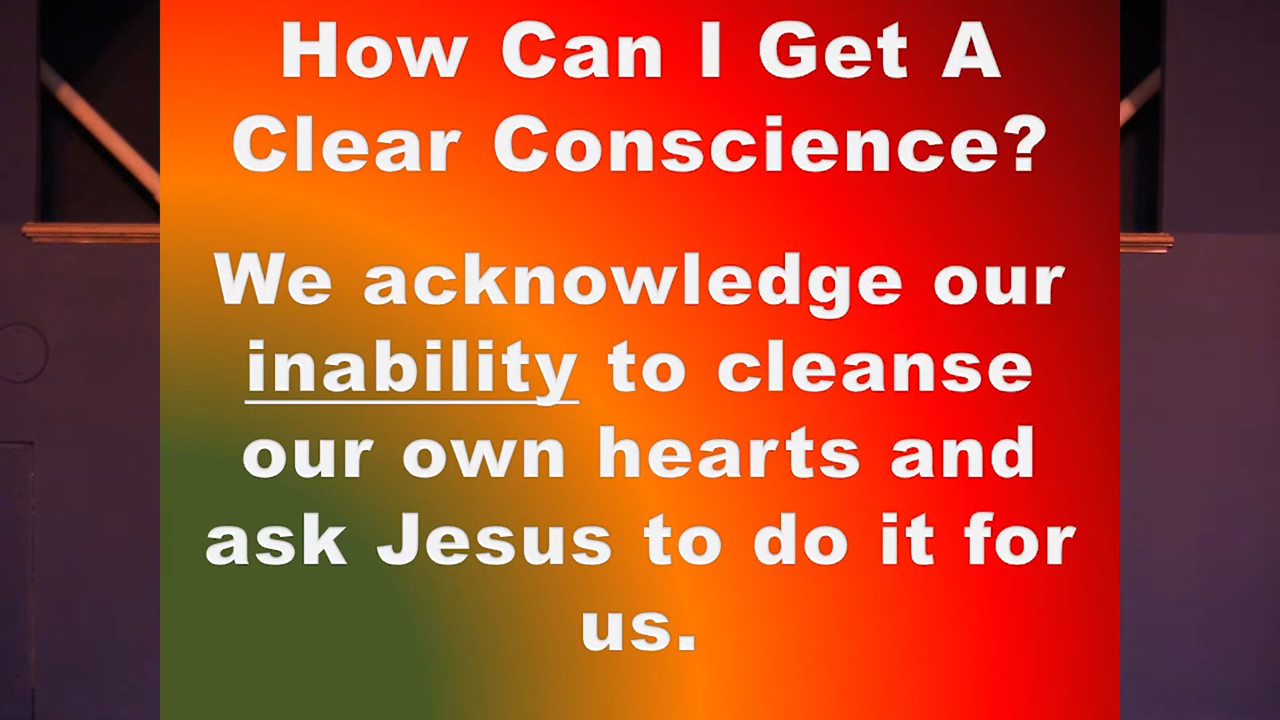 How Can I Get A
Clear Conscience?
We acknowledge our
inability to cleanse
our own hearts and
ask Jesus to do it for
us.